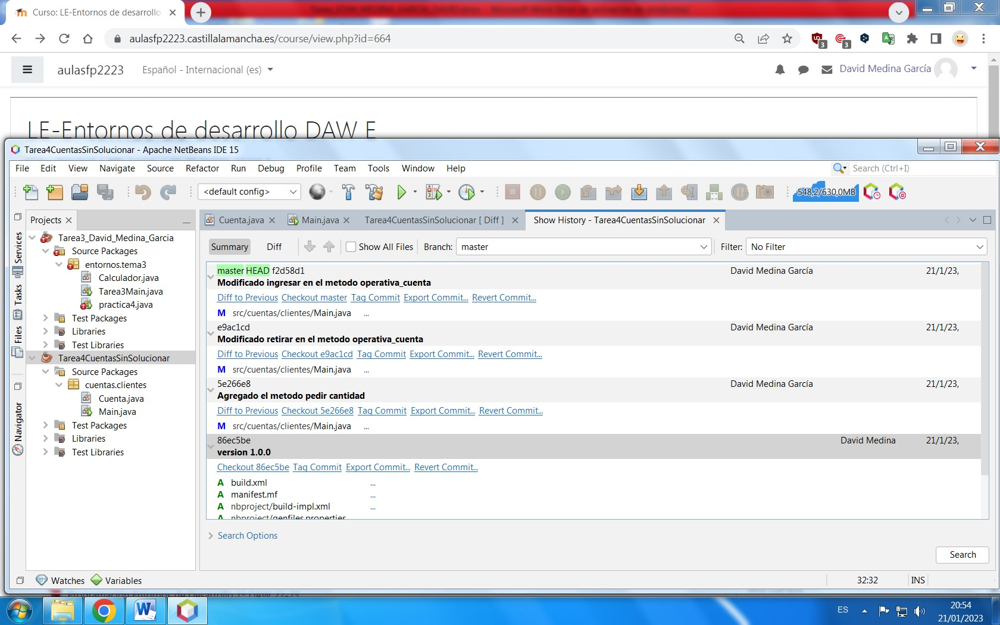 Curso: LE-Entornos de desarrollo
aulasfp2223.castillalamancha.es/course/view.php?id=664
3
3
aulasfp2223
Español - Internacional (es)
David Medina García
LE-Entornos de desarrollo DAW E
Tarea4CuentasSinSolucionar - Apache NetBeans IDE 15
File Edit View Navigate Source Refactor Run Debug Profile Team Tools Window Help
Search (Ctrl+I)
<default config>
548,2/630,0MB
Services
Tasks
Files
Navigator
Projects
Tarea3_David_Medina_Garcia
Source Packages
entornos.tema3
Calculador.java
Tarea3Main.java
practica4.java
Test Packages
Libraries
Test Libraries
Tarea4CuentasSinSolucionar
Source Packages
cuentas.clientes
Cuenta.java
Main.java
Test Packages
Libraries
Test Libraries
Cuenta.java Main.java Tarea4CuentasSinSolucionar [ Diff ] Show History - Tarea4CuentasSinSolucionar
Summary Diff Show All Files Branch: master Filter: No Filter
master HEAD f2d58d1 David Medina García 21/1/23,
Modificado ingresar en el metodo operativa_cuenta
Diff to Previous Checkout master Tag Commit Export Commit... Revert Commit...
M src/cuentas/clientes/Main.java ...
e9ac1cd David Medina García 21/1/23,
Modificado retirar en el metodo operativa_cuenta
Diff to Previous Checkout e9ac1cd Tag Commit Export Commit... Revert Commit...
M src/cuentas/clientes/Main.java ...
5e266e8 David Medina García 21/1/23,
Agregado el metodo pedir cantidad
Diff to Previous Checkout 5e266e8 Tag Commit Export Commit... Revert Commit...
M src/cuentas/clientes/Main.java ...
86ec5be David Medina 21/1/23,
version 1.0.0
Checkout 86ec5be Tag Commit Export Commit... Revert Commit...
A build.xml ...
A manifest.mf ...
A nbproject/build-impl.xml ...
A nbproject/genfiles.properties
Search Options
Search
Watches Variables
32:32 INS
ES
20:54
21/01/2023